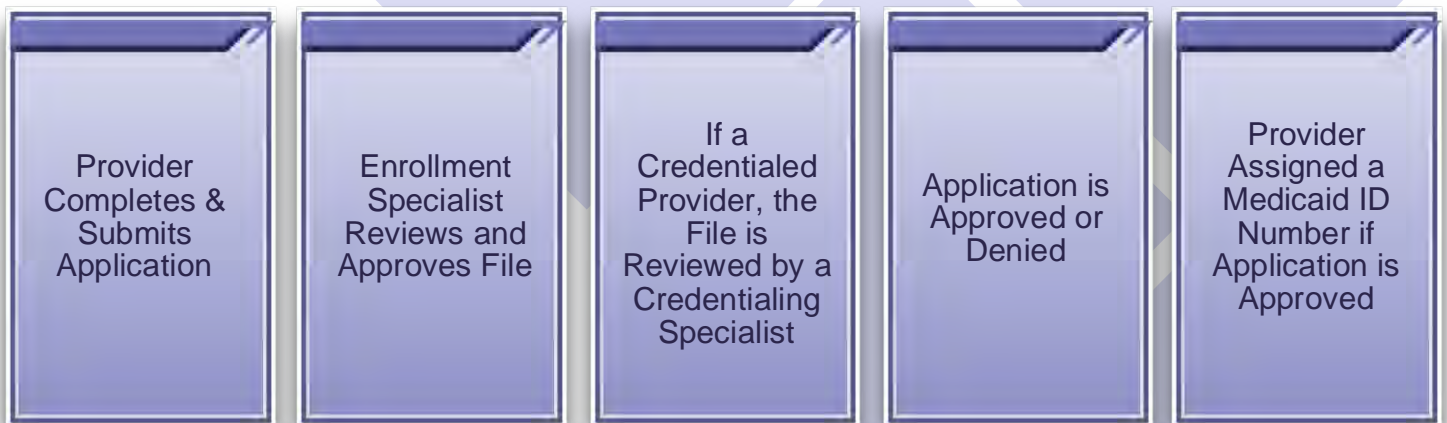 Provider
Completes &
Submits
Application
Enrollment
Specialist
Reviews and
Approves File
If a
Credentialed
Provider, the
File is
Reviewed by a
Credentialing
Specialist
Application is
Approved or
Denied
Provider
Assigned a
Medicaid ID
Number if
Application is
Approved